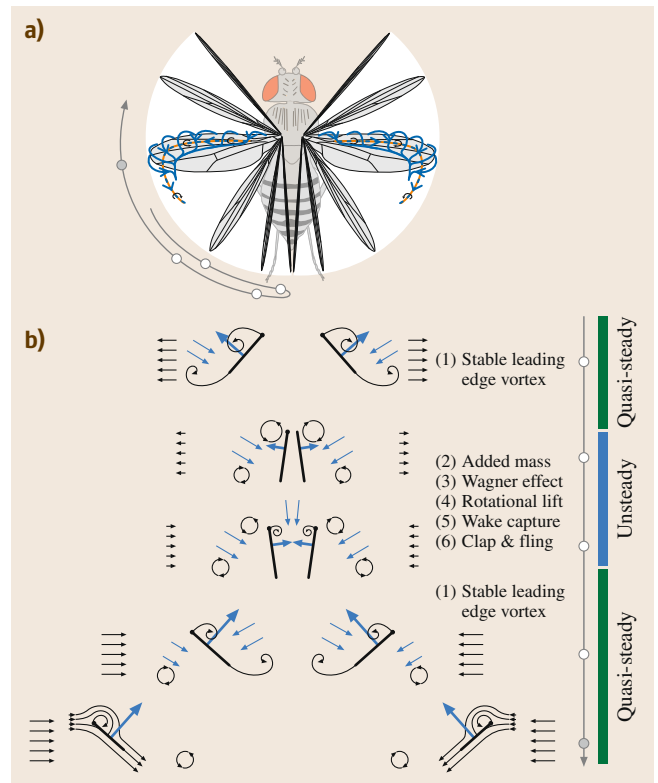 a)
b)
(1) Stable leading
edge vortex
Quasi-steady
(2) Added mass
(3) Wagner effect
(4) Rotational lift
(5) Wake capture
(6) Clap & fling
Unsteady
(1) Stable leading
edge vortex
Quasi-steady